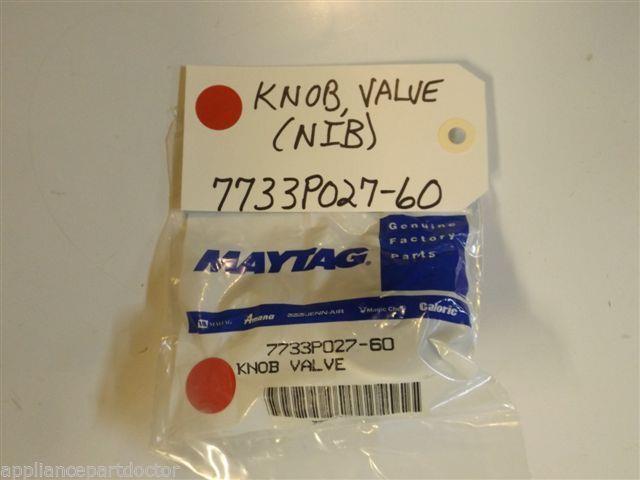 KNOB, VALVE
(NIB)
7733P027-60
Genuine
Factory
Parts
MAYTAG
MAYTAG Amana JENN-AIR Magic Chef Caloric
7733P027-60
KNOB VALVE
appliancepartdoctor